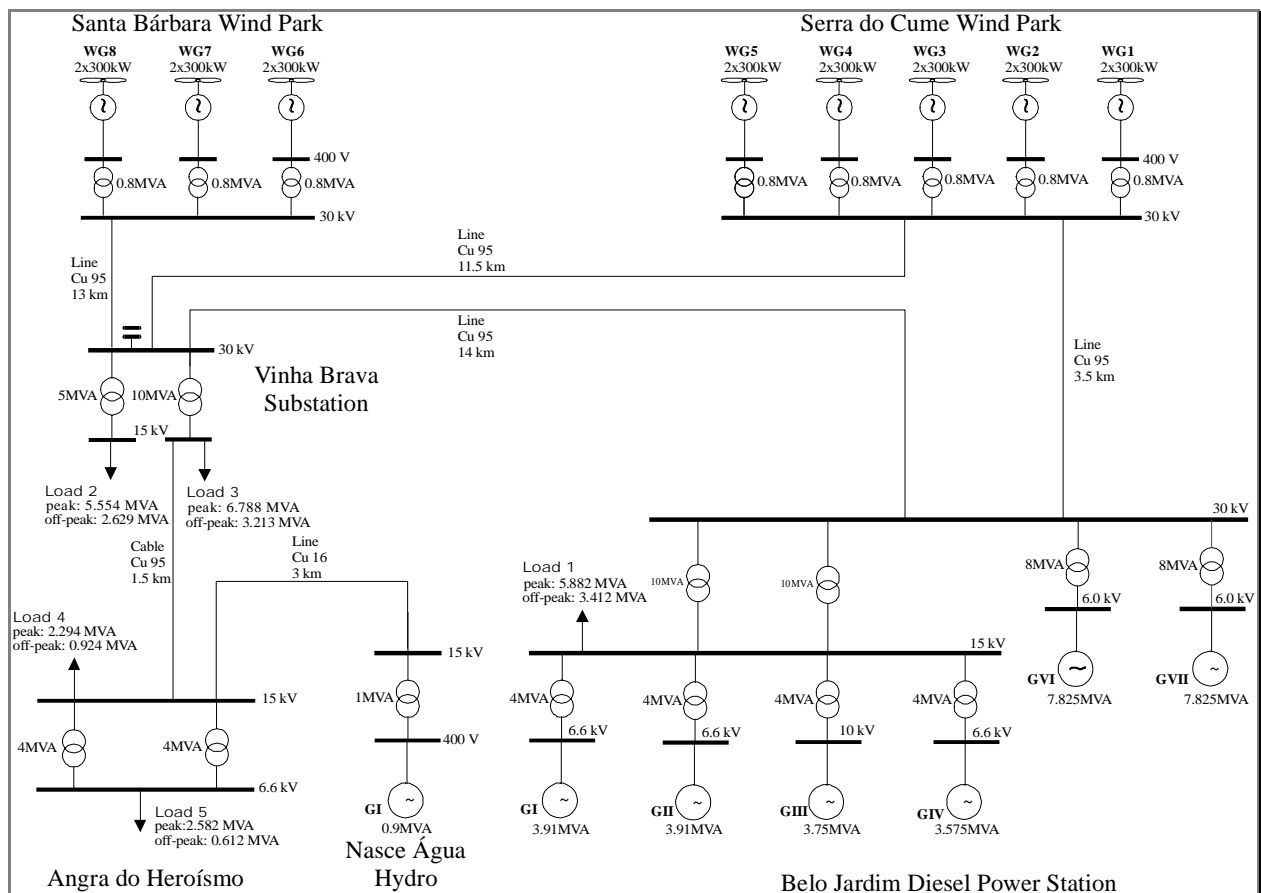 Santa Bárbara Wind Park
Serra do Cume Wind Park
WG8
2x300kW
WG7
2x300kW
WG6
2x300kW
WG5
2x300kW
WG4
2x300kW
WG3
2x300kW
WG2
2x300kW
WG1
2x300kW
400 V
400 V
0.8MVA
0.8MVA
0.8MVA
0.8MVA
0.8MVA
0.8MVA
0.8MVA
0.8MVA
30 kV
30 kV
Line
Cu 95
11.5 km
Line
Cu 95
13 km
Line
Cu 95
14 km
Line
Cu 95
3.5 km
30 kV
Vinha Brava
Substation
5MVA
10MVA
15 kV
Load 2
peak: 5.554 MVA
off-peak: 2.629 MVA
Load 3
peak: 6.788 MVA
off-peak: 3.213 MVA
30 kV
Cable
Cu 95
1.5 km
Line
Cu 16
3 km
Load 1
peak: 5.882 MVA
off-peak: 3.412 MVA
10MVA
10MVA
8MVA
8MVA
6.0 kV
6.0 kV
Load 4
peak: 2.294 MVA
off-peak: 0.924 MVA
15 kV
15 kV
GVI
7.825MVA
GVII
7.825MVA
15 kV
1MVA
4MVA
4MVA
4MVA
4MVA
4MVA
4MVA
400 V
6.6 kV
6.6 kV
10 kV
6.6 kV
6.6 kV
Load 5
peak:2.582 MVA
off-peak: 0.612 MVA
GI
0.9MVA
GI
3.91MVA
GII
3.91MVA
GIII
3.75MVA
GIV
3.575MVA
Angra do Heroísmo
Nasce Água
Hydro
Belo Jardim Diesel Power Station